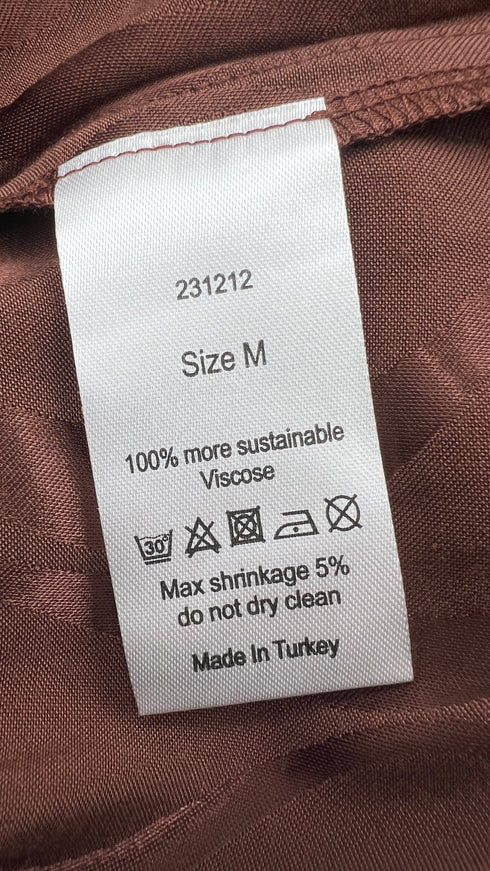 231212
Size M
100% more sustainable
Viscose
30°
Max shrinkage 5%
do not dry clean
Made In Turkey